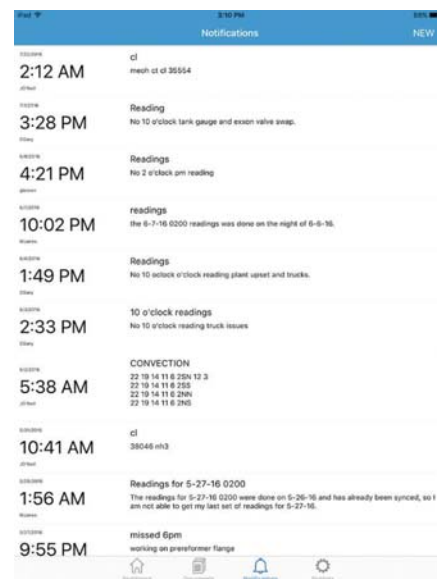 iPad
3:10 PM
Notifications
NEW
2:12 AM
cl
meoh ct cl 35554
3:28 PM
Reading
No 10 o'clock tank gauge and exxon valve swap.
4:21 PM
Readings
No 2 o'clock pm reading
10:02 PM
readings
the 6-7-16 0200 readings was done on the night of 6-6-16.
1:49 PM
Readings
No 10 oclock o'clock reading plant upset and trucks.
2:33 PM
10 o'clock readings
No 10 o'clock reading truck issues
5:38 AM
CONVECTION
22 19 14 11 6 2SN 12 3
22 19 14 11 6 2SS
22 19 14 11 6 2NN
22 19 14 11 6 2NS
10:41 AM
cl
38046 nh3
1:56 AM
Readings for 5-27-16 0200
The readings for 5-27-16 0200 were done on 5-26-16 and has already been synced, so I
am not able to get my last set of readings for 5-27-16.
9:55 PM
missed 6pm
working on prereformer flange